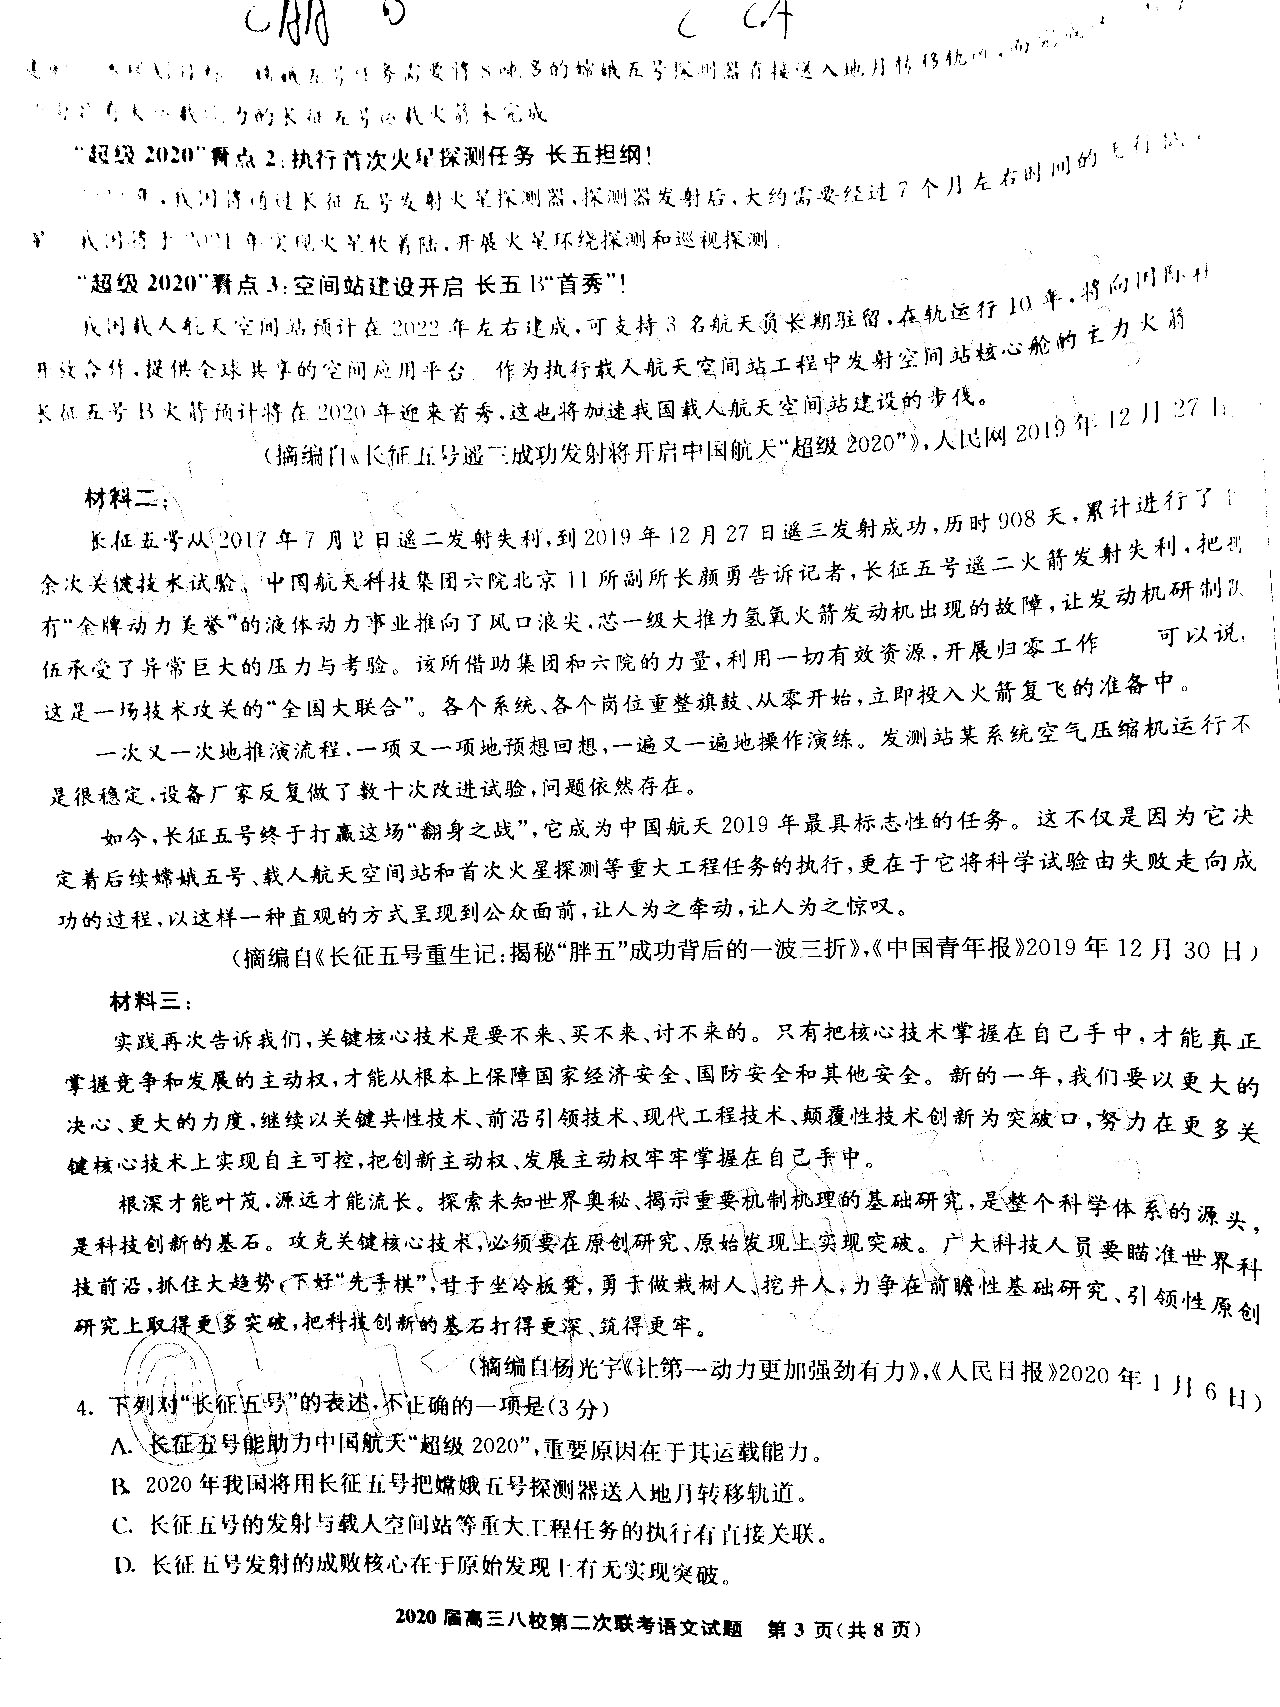 CAA D C CA
嫦娥五号任务需要将8吨多的嫦娥五号探测器直接送入地月转移轨
力的长征五号运载火箭来完成
“超级2020”看点2:执行首次火星探测任务 长五担纲!
年,我国将通过长征五号发射火星探测器,探测器发射后,大约需要经过7个月左右时间的飞行
我国将于2021年实现火星软着陆,开展火星环绕探测和巡视探测
“超级2020”看点3:空间站建设开启 长五B“首秀”!
我国载人航天空间站预计在2022年左右建成,可支持3名航天员长期驻留,在轨运行10年,将向国际社
开放合作,提供全球共享的空间应用平台。作为执行载人航天空间站工程中发射空间站核心舱的主力火箭
长征五号B火箭预计将在2020年迎来首秀,这也将加速我国载人航天空间站建设的步伐。
(摘编自《长征五号遥三成功发射将开启中国航天“超级2020”》,人民网2019年12月27日
材料二:
长征五号从2017年7月2日遥二发射失利,到2019年12月27日遥三发射成功,历时908天,累计进行了
余次关键技术试验。中国航天科技集团六院北京11所副所长颜勇告诉记者,长征五号遥二火箭发射失利,把拥
有“金牌动力美誉”的液体动力事业推向了风口浪尖,芯一级大推力氢氧火箭发动机出现的故障,让发动机研制队
伍承受了异常巨大的压力与考验。该所借助集团和六院的力量,利用一切有效资源,开展归零工作 可以说,
这是一场技术攻关的“全国大联合”。各个系统、各个岗位重整旗鼓、从零开始,立即投入火箭复飞的准备中。
一次又一次地推演流程,一项又一项地预想回想,一遍又一遍地操作演练。发测站某系统空气压缩机运行不
是很稳定,设备厂家反复做了数十次改进试验,问题依然存在。
如今,长征五号终于打赢这场“翻身之战”,它成为中国航天2019年最具标志性的任务。这不仅是因为它决
定着后续嫦娥五号、载人航天空间站和首次火星探测等重大工程任务的执行,更在于它将科学试验由失败走向成
功的过程,以这样一种直观的方式呈现到公众面前,让人为之牵动,让人为之惊叹。
(摘编自《长征五号重生记:揭秘“胖五”成功背后的一波三折》,《中国青年报》2019年12月30日)
材料三:
实践再次告诉我们,关键核心技术是要不来、买不来、讨不来的。只有把核心技术掌握在自己手中,才能真正
掌握竞争和发展的主动权,才能从根本上保障国家经济安全、国防安全和其他安全。新的一年,我们要以更大的
决心、更大的力度,继续以关键共性技术、前沿引领技术、现代工程技术、颠覆性技术创新为突破口,努力在更多关
键核心技术上实现自主可控,把创新主动权、发展主动权牢牢掌握在自己手中。
根深才能叶茂,源远才能流长。探索未知世界奥秘、揭示重要机制机理的基础研究,是整个科学体系的源头,
是科技创新的基石。攻克关键核心技术,必须要在原创研究、原始发现上实现突破。广大科技人员要瞄准世界科
技前沿,抓住大趋势,下好“先手棋”,甘于坐冷板凳,勇于做栽树人、挖井人,力争在前瞻性基础研究、引领性原创
研究上取得更多突破,把科技创新的基石打得更深、筑得更牢。
(摘编自杨光宇《让第一动力更加强劲有力》,《人民日报》2020年1月6日)
4. 下列对“长征五号”的表述,不正确的一项是(3分)
A. 长征五号能助力中国航天“超级2020”,重要原因在于其运载能力。
B. 2020年我国将用长征五号把嫦娥五号探测器送入地月转移轨道。
C. 长征五号的发射与载人空间站等重大工程任务的执行有直接关联。
D. 长征五号发射的成败核心在于原始发现上有无实现突破。
2020届高三八校第二次联考语文试题 第3页(共8页)